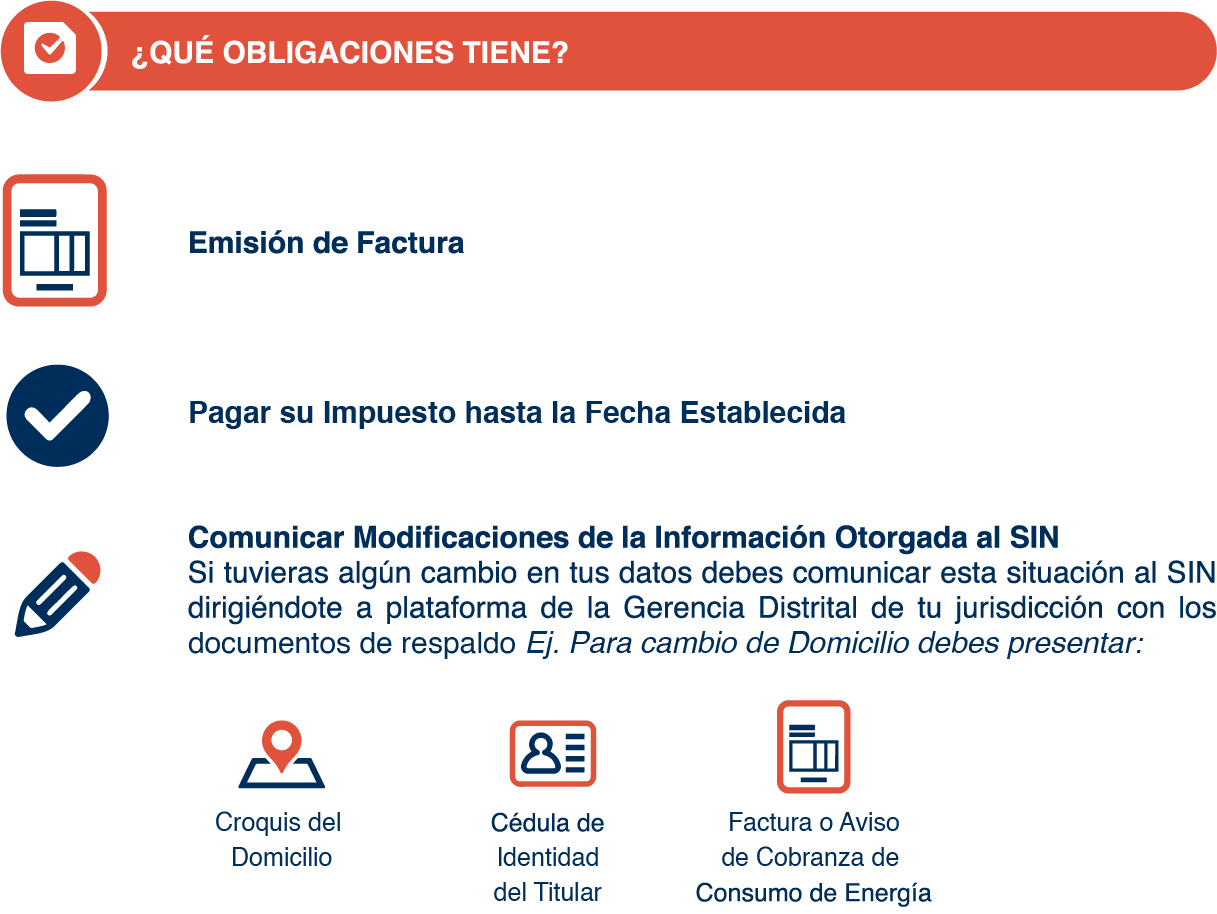 ¿QUÉ OBLIGACIONES TIENE?
Emisión de Factura
Pagar su Impuesto hasta la Fecha Establecida
Comunicar Modificaciones de la Información Otorgada al SIN
Si tuvieras algún cambio en tus datos debes comunicar esta situación al SIN
dirigiéndote a plataforma de la Gerencia Distrital de tu jurisdicción con los
documentos de respaldo Ej. Para cambio de Domicilio debes presentar:
Croquis del
Domicilio
Cédula de
Identidad
del Titular
Factura o Aviso
de Cobranza de
Consumo de Energía